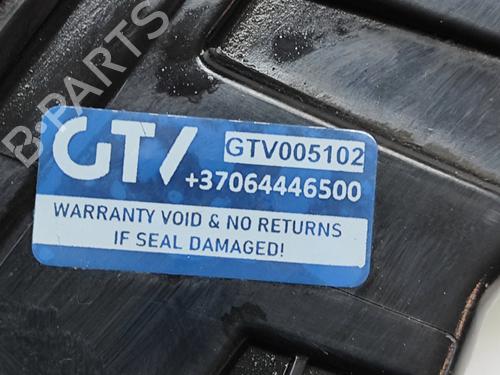 B-PARTS
GTV
GTV005102
+37064446500
WARRANTY VOID & NO RETURNS
IF SEAL DAMAGED!